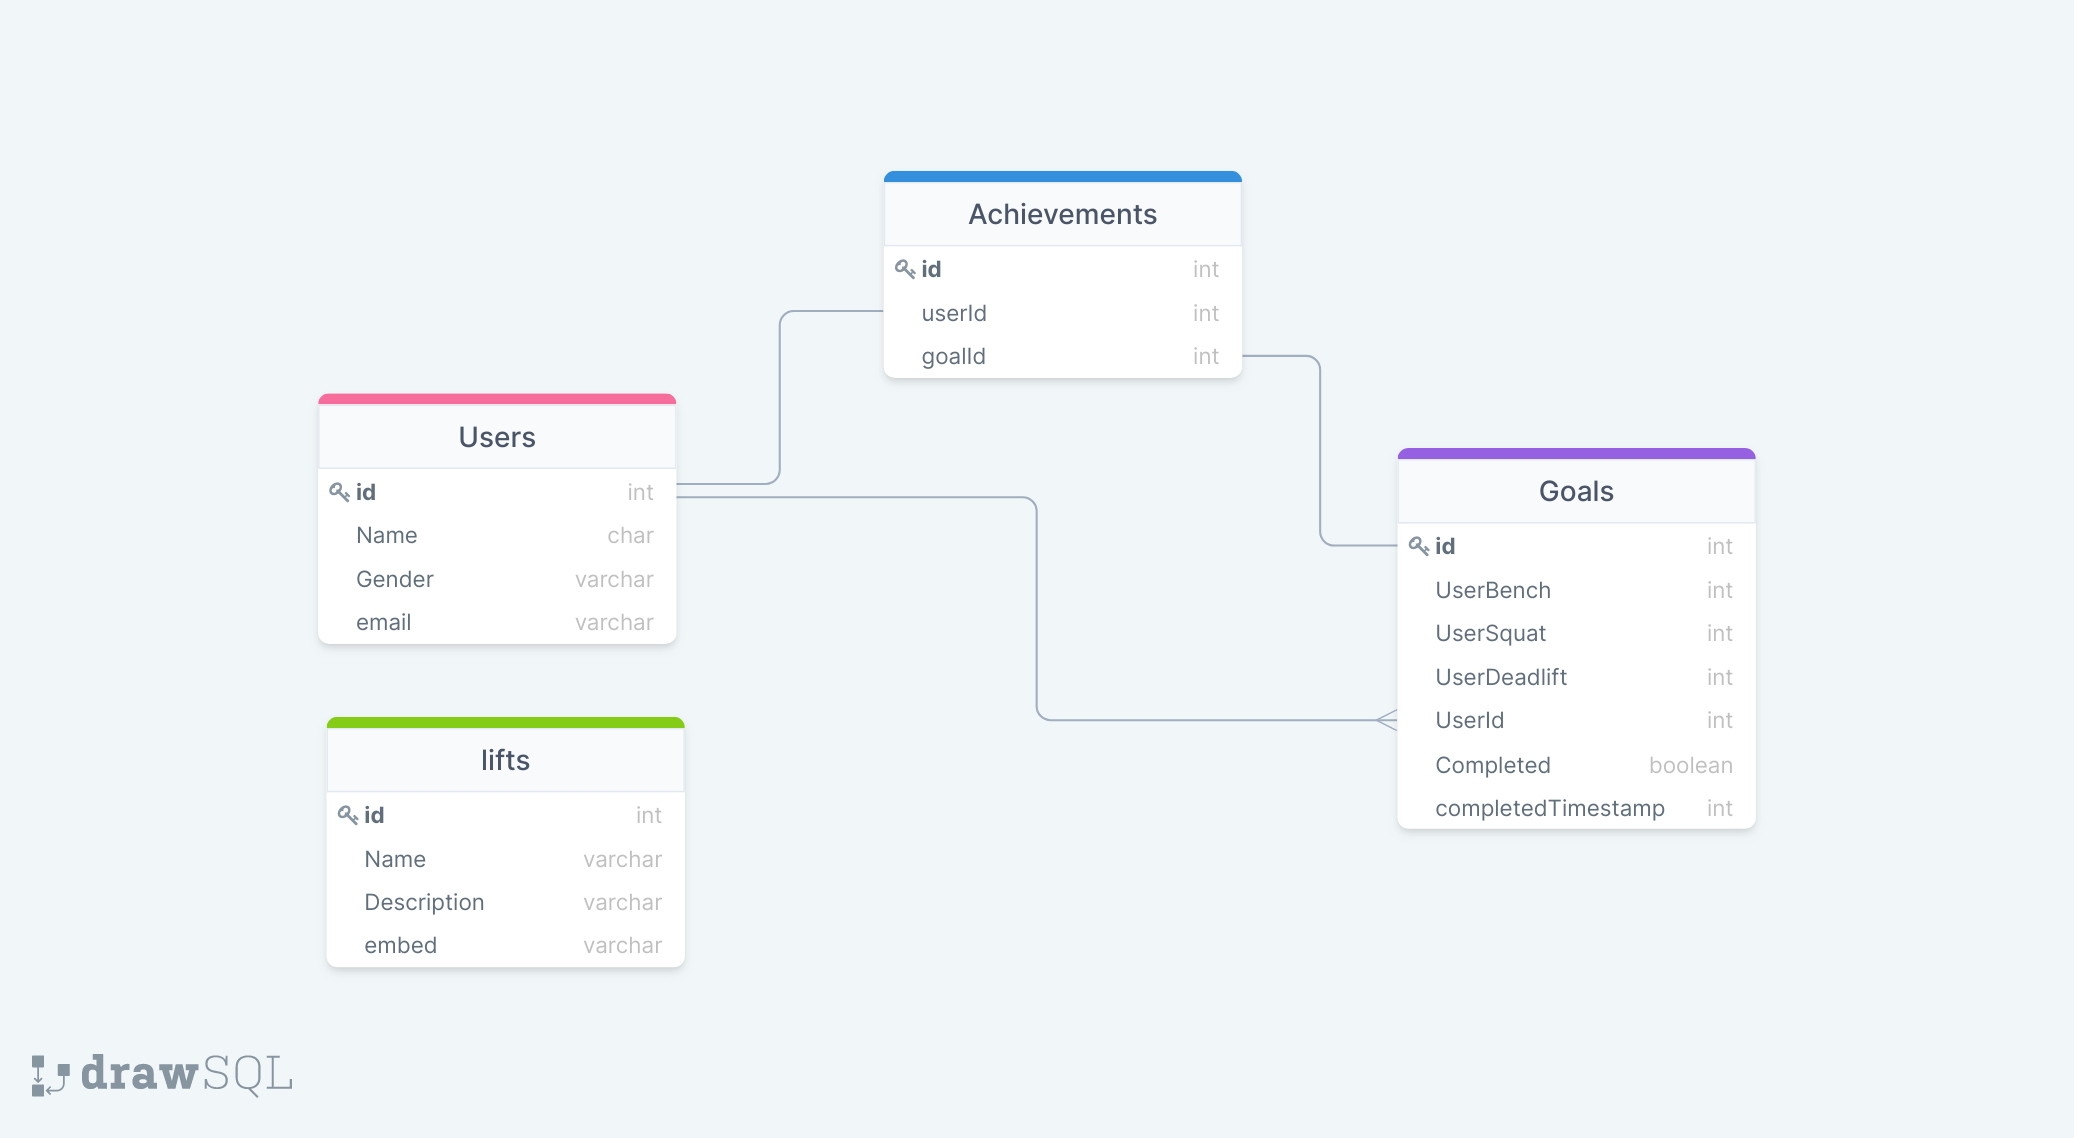 Achievements
id int
userId int
goalId int
Users
id int
Name char
Gender varchar
email varchar
Goals
id int
UserBench int
UserSquat int
UserDeadlift int
UserId int
Completed boolean
completedTimestamp int
lifts
id int
Name varchar
Description varchar
embed varchar
drawSQL